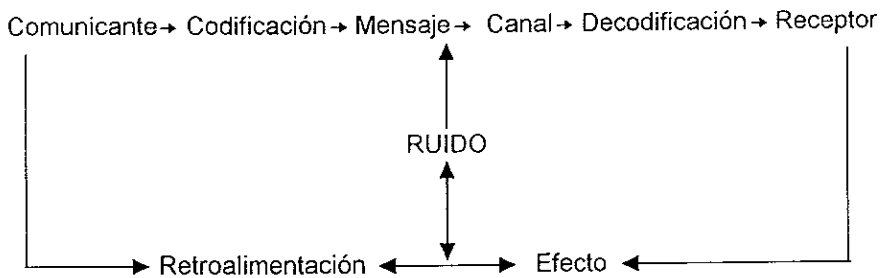 Comunicante → Codificación → Mensaje → Canal → Decodificación → Receptor
RUIDO
Retroalimentación
Efecto